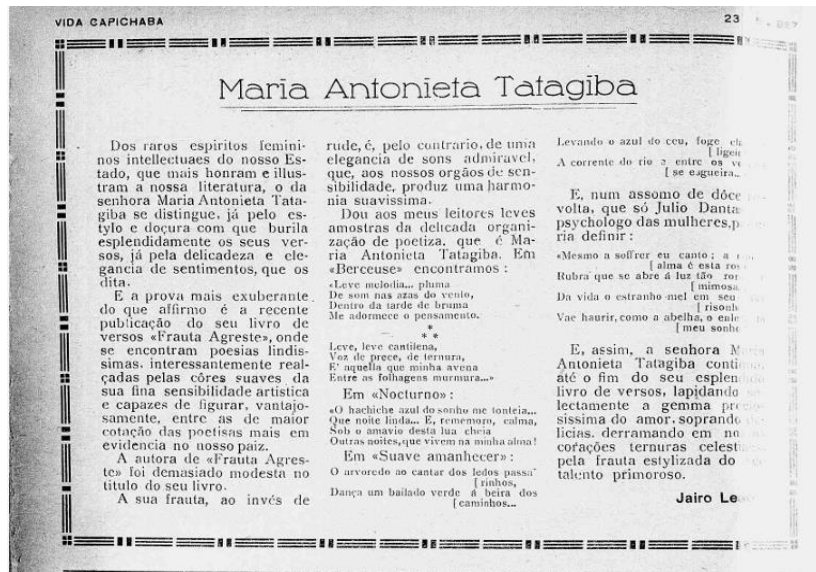 VIDA CAPICHABA
23
Maria Antonieta Tatagiba
Dos raros espiritos femini-
nos intellectuaes do nosso Es-
tado, que mais honram e illus-
tram a nossa literatura, o da
senhora Maria Antonieta Tata-
giba se distingue, já pelo es-
tylo e doçura com que burila
esplendidamente os seus ver-
sos, já pela delicadeza e ele-
gancia de sentimentos, que os
dita.
E a prova mais exuberante
do que affirmo é a recente
publicação do seu livro de
versos «Frauta Agreste», onde
se encontram poesias lindis-
simas, interessantemente real-
çadas pelas côres suaves da
sua fina sensibilidade artistica
e capazes de figurar, vantajo-
samente, entre as de maior
cotação das poetisas mais em
evidencia no nosso paiz.
A autora de «Frauta Agres-
te» foi demasiado modesta no
titulo do seu livro.
A sua frauta, ao invés de
rude, é, pelo contrario, de uma
elegancia de sons admiravel,
que, aos nossos orgãos de sen-
sibilidade, produz uma harmo-
nia suavissima.
Dou aos meus leitores leves
amostras da delicada organi-
zação de poetiza, que é Ma-
ria Antonieta Tatagiba. Em
«Berceuse» encontramos :
«Leve melodia... pluma
De som nas azas do vento,
Dentro da tarde de bruma
Me adormece o pensamento.
*
* *
Leve, leve cantilena,
Voz de prece, de ternura,
E' aquella que minha avena
Entre as folhagens murmura...»
Em «Nocturno» :
«O hachiche azul do sonho me tonteia...
Que noite linda... E, rememoro, calma,
Sob o amavio desta lua cheia
Outras noites, que vivem na minha alma!
Em «Suave amanhecer» :
O arvoredo ao cantar dos ledos passa
[ rinhos,
Dança um bailado verde á beira dos
[ caminhos...
Levando o azul do ceu, foge
[ ligei
A corrente do rio e entre os
[ se esgueira...
E, num assomo de dôce
volta, que só Julio Danta
psychologo das mulheres,
ria definir :
«Mesmo a soffrer eu canto ; a
[ alma é esta
Rubra que se abre á luz tão
[ mimosa
Da vida o estranho mel em seu
[ risonh
Vae haurir, como a abelha, o
[ meu sonho
E, assim, a senhora
Antonieta Tatagiba
até o fim do seu
livro de versos, lapidando
lectamente a gemma
sissima do amor, soprando
licias, derramando em
corações ternuras
pela frauta estylizada do
talento primoroso.
Jairo